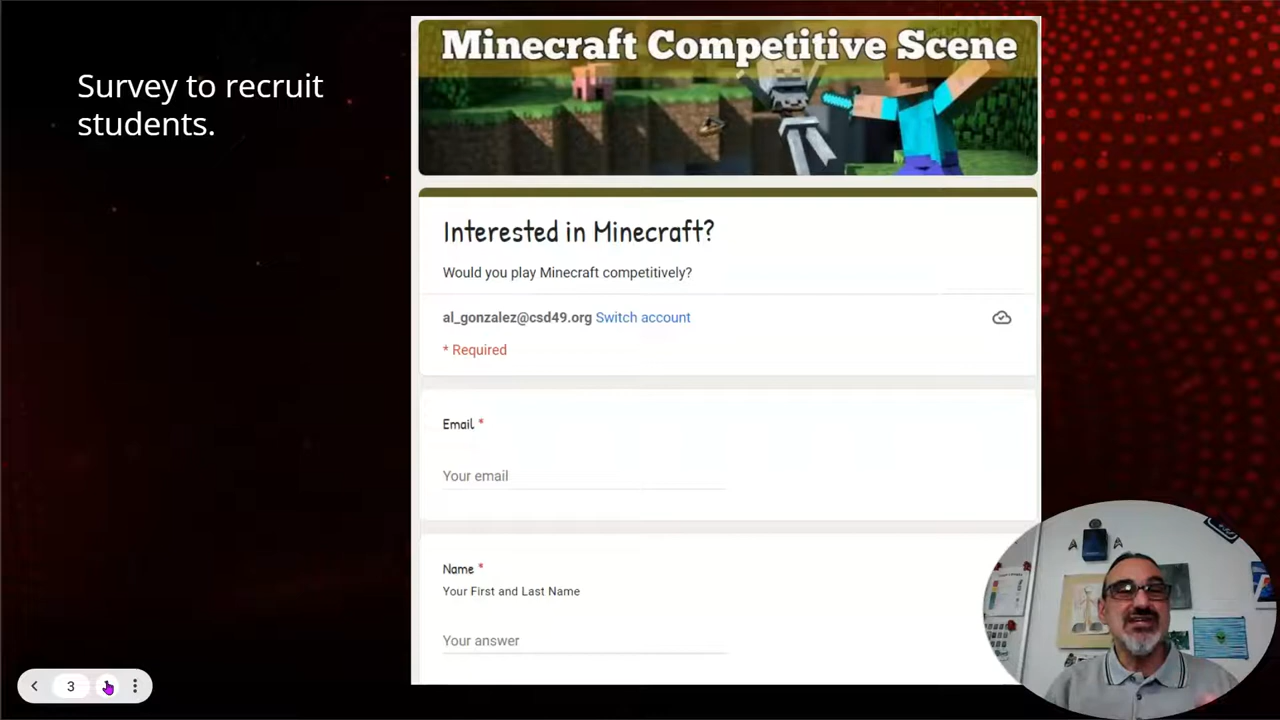 Survey to recruit
students.
Minecraft Competitive Scene
Interested in Minecraft?
Would you play Minecraft competitively?
al_gonzalez@csd49.org Switch account
* Required
Email *
Your email
Name *
Your First and Last Name
Your answer
3